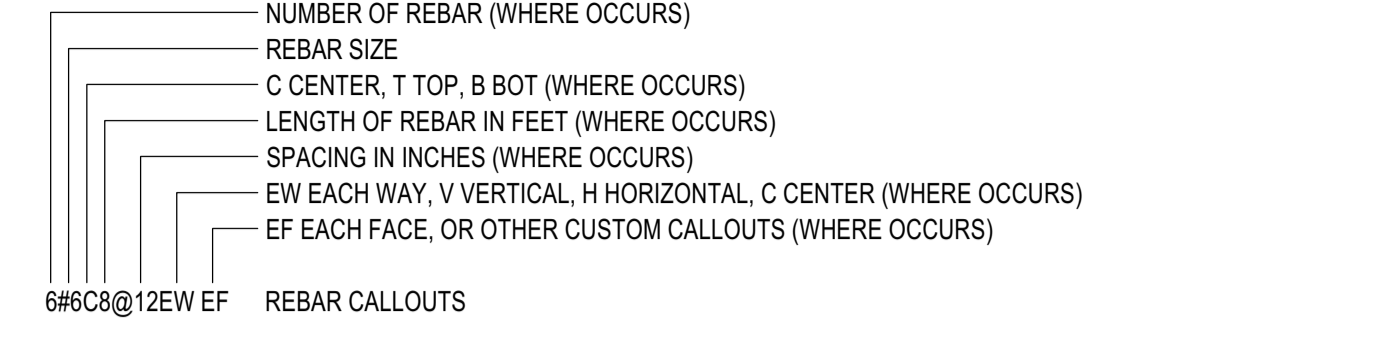 NUMBER OF REBAR (WHERE OCCURS)
REBAR SIZE
C CENTER, T TOP, B BOT (WHERE OCCURS)
LENGTH OF REBAR IN FEET (WHERE OCCURS)
SPACING IN INCHES (WHERE OCCURS)
EW EACH WAY, V VERTICAL, H HORIZONTAL, C CENTER (WHERE OCCURS)
EF EACH FACE, OR OTHER CUSTOM CALLOUTS (WHERE OCCURS)
6#6C8@12EW EF REBAR CALLOUTS